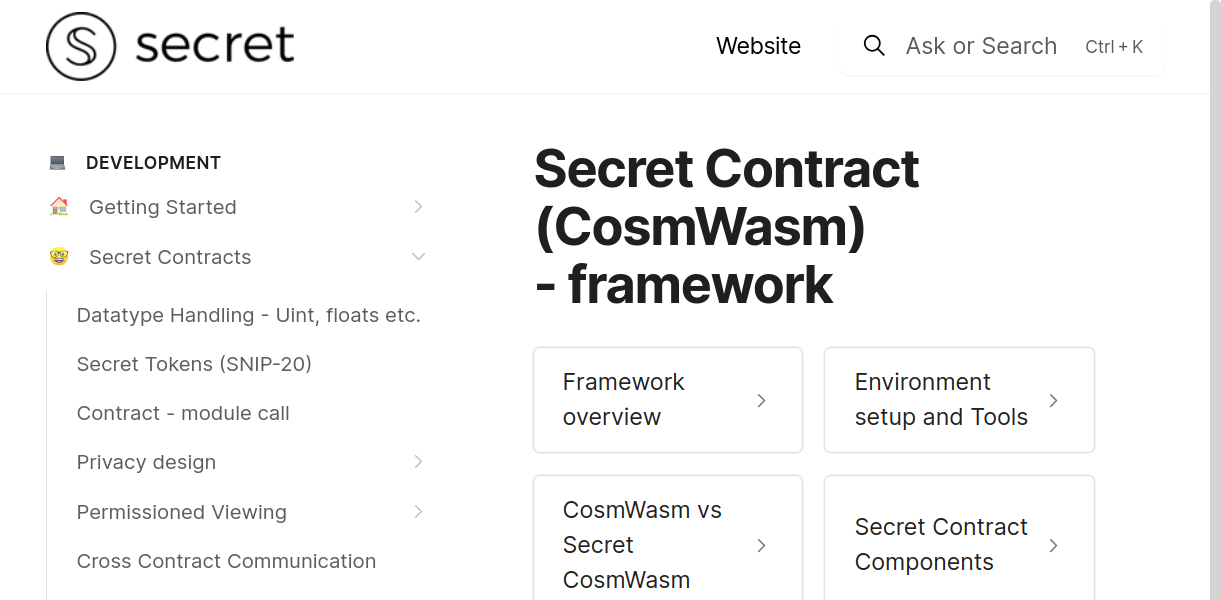 secret
Website
Ask or Search Ctrl + K
DEVELOPMENT
Getting Started
Secret Contracts
Datatype Handling - Uint, floats etc.
Secret Tokens (SNIP-20)
Contract - module call
Privacy design
Permissioned Viewing
Cross Contract Communication
Secret Contract
(CosmWasm)
- framework
Framework
overview
Environment
setup and Tools
CosmWasm vs
Secret
CosmWasm
Secret Contract
Components